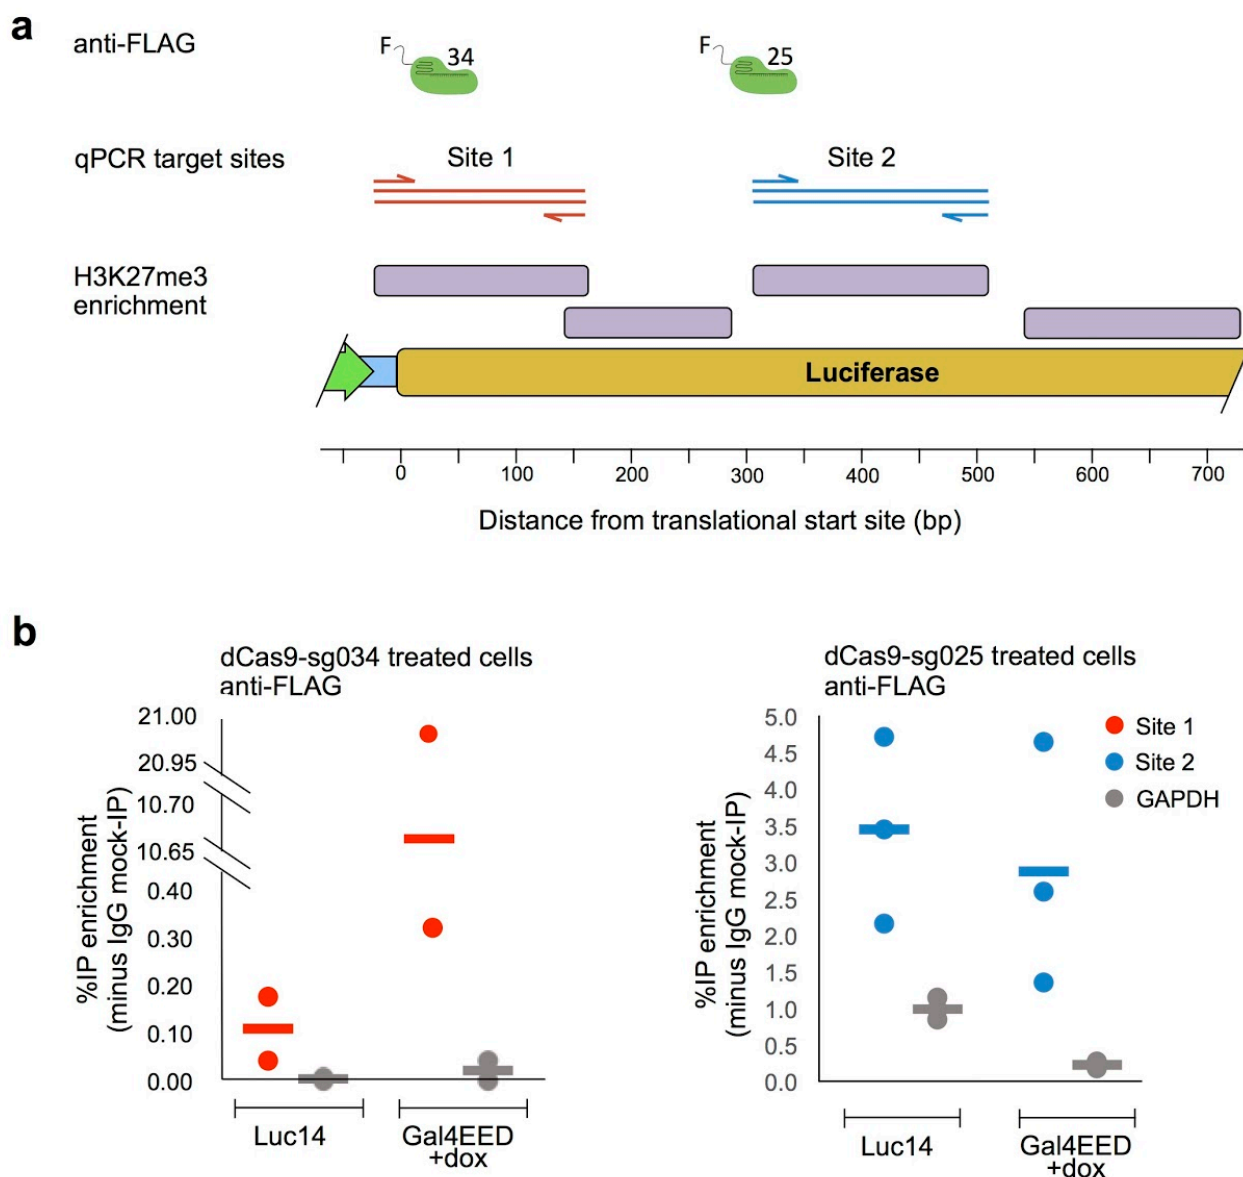 a
anti-FLAG
F
34
F
25
qPCR target sites
Site 1
Site 2
H3K27me3
enrichment
Luciferase
0 100 200 300 400 500 600 700
Distance from translational start site (bp)
b
dCas9-sg034 treated cells
anti-FLAG
%IP enrichment
(minus IgG mock-IP)
21.00
20.95
10.70
10.65
0.40
0.30
0.20
0.10
0.00
Luc14
Gal4EED
+dox
dCas9-sg025 treated cells
anti-FLAG
%IP enrichment
(minus IgG mock-IP)
5.0
4.5
4.0
3.5
3.0
2.5
2.0
1.5
1.0
0.5
0.0
Site 1
Site 2
GAPDH
Luc14
Gal4EED
+dox